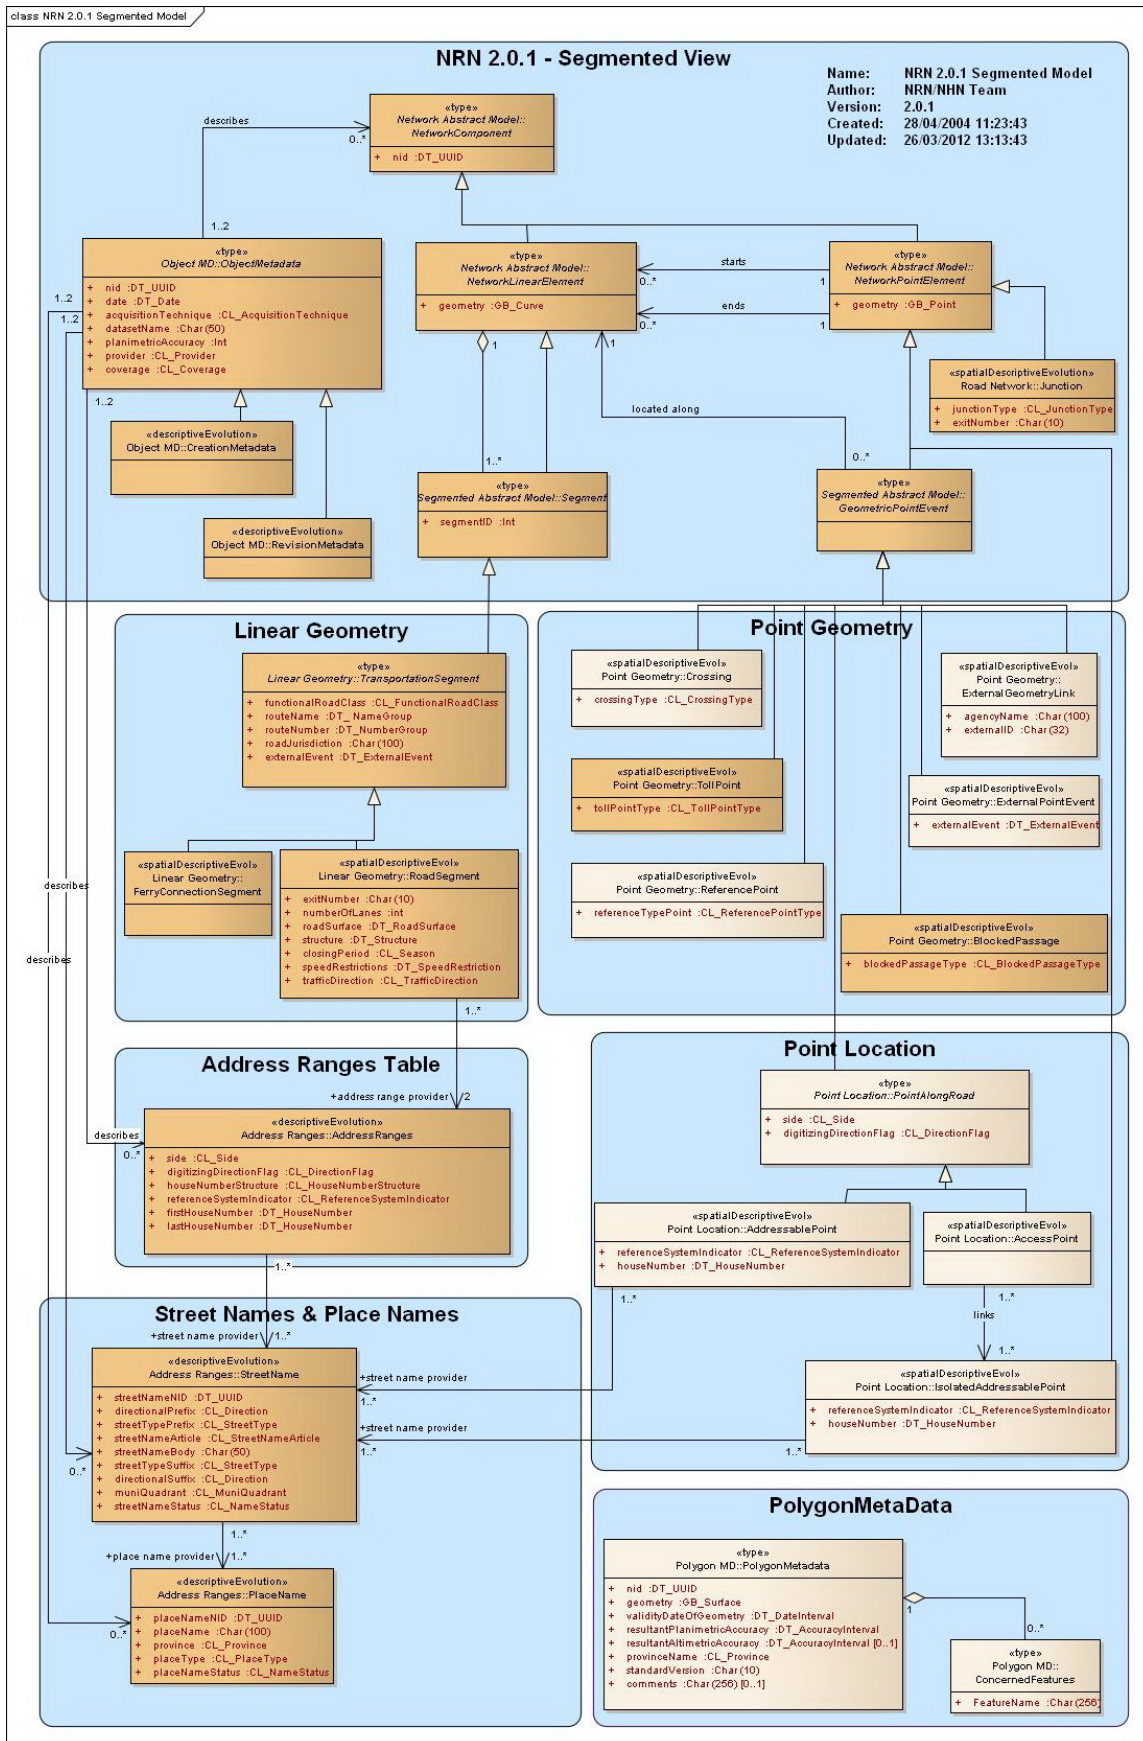 class NRN 2.0.1 Segmented Model
NRN 2.0.1 - Segmented View
Name: NRN 2.0.1 Segmented Model
Author: NRN/NHN Team
Version: 2.0.1
Created: 28/04/2004 11:23:43
Updated: 26/03/2012 13:13:43
«type»
Network Abstract Model::
NetworkComponent
+ nid :DT_UUID
describes
0..*
1..2
«type»
Object MD::ObjectMetadata
+ nid :DT_UUID
+ date :DT_Date
+ acquisitionTechnique :CL_AcquisitionTechnique
+ datasetName :Char(50)
+ planimetricAccuracy :Int
+ provider :CL_Provider
+ coverage :CL_Coverage
1..2
1..2
1..2
«type»
Network Abstract Model::
NetworkLinearElement
+ geometry :GB_Curve
starts
0..*
1
ends
0..*
1
«type»
Network Abstract Model::
NetworkPointElement
+ geometry :GB_Point
«spatialDescriptiveEvolution»
Road Network::Junction
+ junctionType :CL_JunctionType
+ exitNumber :Char(10)
1
1
located along
0..*
1..*
«descriptiveEvolution»
Object MD::CreationMetadata
«descriptiveEvolution»
Object MD::RevisionMetadata
«type»
Segmented Abstract Model::Segment
+ segmentID :Int
«type»
Segmented Abstract Model::
GeometricPointEvent
Linear Geometry
«type»
Linear Geometry::TransportationSegment
+ functionalRoadClass :CL_FunctionalRoadClass
+ routeName :DT_ NameGroup
+ routeNumber :DT_NumberGroup
+ roadJurisdiction :Char(100)
+ externalEvent :DT_ExternalEvent
«spatialDescriptiveEvol»
Linear Geometry::
FerryConnectionSegment
«spatialDescriptiveEvol»
Linear Geometry::RoadSegment
+ exitNumber :Char(10)
+ numberOfLanes :int
+ roadSurface :DT_RoadSurface
+ structure :DT_Structure
+ closingPeriod :CL_Season
+ speedRestrictions :DT_SpeedRestriction
+ trafficDirection :CL_TrafficDirection
1..*
describes
describes
Point Geometry
«spatialDescriptiveEvol»
Point Geometry::Crossing
+ crossingType :CL_CrossingType
«spatialDescriptiveEvol»
Point Geometry::
ExternalGeometryLink
+ agencyName :Char(100)
+ externalID :Char(32)
«spatialDescriptiveEvol»
Point Geometry::TollPoint
+ tollPointType :CL_TollPointType
«spatialDescriptiveEvol»
Point Geometry::ExternalPointEvent
+ externalEvent :DT_ExternalEvent
«spatialDescriptiveEvol»
Point Geometry::ReferencePoint
+ referenceTypePoint :CL_ReferencePointType
«spatialDescriptiveEvol»
Point Geometry::BlockedPassage
+ blockedPassageType :CL_BlockedPassageType
Address Ranges Table
+address range provider
2
describes
0..*
«descriptiveEvolution»
Address Ranges::AddressRanges
+ side :CL_Side
+ digitizingDirectionFlag :CL_DirectionFlag
+ houseNumberStructure :CL_HouseNumberStructure
+ referenceSystemIndicator :CL_ReferenceSystemIndicator
+ firstHouseNumber :DT_HouseNumber
+ lastHouseNumber :DT_HouseNumber
1..*
Point Location
«type»
Point Location::PointAlongRoad
+ side :CL_Side
+ digitizingDirectionFlag :CL_DirectionFlag
«spatialDescriptiveEvol»
Point Location::AddressablePoint
+ referenceSystemIndicator :CL_ReferenceSystemIndicator
+ houseNumber :DT_HouseNumber
1..*
«spatialDescriptiveEvol»
Point Location::AccessPoint
1..*
links
1..*
«spatialDescriptiveEvol»
Point Location::IsolatedAddressablePoint
+ referenceSystemIndicator :CL_ReferenceSystemIndicator
+ houseNumber :DT_HouseNumber
1..*
Street Names & Place Names
+street name provider
1..*
«descriptiveEvolution»
Address Ranges::StreetName
+ streetNameNID :DT_UUID
+ directionalPrefix :CL_Direction
+ streetTypePrefix :CL_StreetType
+ streetNameArticle :CL_StreetNameArticle
+ streetNameBody :Char(50)
+ streetTypeSuffix :CL_StreetType
+ directionalSuffix :CL_Direction
+ muniQuadrant :CL_MuniQuadrant
+ streetNameStatus :CL_NameStatus
+street name provider
1..*
+street name provider
1..*
0..*
1..*
+place name provider
1..*
«descriptiveEvolution»
Address Ranges::PlaceName
+ placeNameNID :DT_UUID
+ placeName :Char(100)
+ province :CL_Province
+ placeType :CL_PlaceType
+ placeNameStatus :CL_NameStatus
0..*
PolygonMetaData
«type»
Polygon MD::PolygonMetadata
+ nid :DT_UUID
+ geometry :GB_Surface
+ validityDateOfGeometry :DT_DateInterval
+ resultantPlanimetricAccuracy :DT_AccuracyInterval
+ resultantAltimetricAccuracy :DT_AccuracyInterval [0..1]
+ provinceName :CL_Province
+ standardVersion :Char(10)
+ comments :Char(256) [0..1]
1
0..*
«type»
Polygon MD::
ConcernedFeatures
+ FeatureName :Char(256)